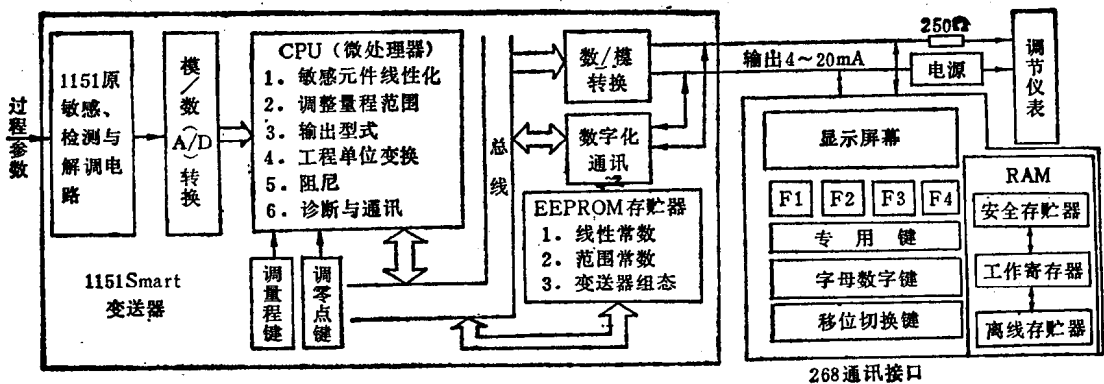 过程参数
1151原
敏感、
检测与
解调电
路
模/数
(A/D)
转换
CPU（微处理器）
1. 敏感元件线性化
2. 调整量程范围
3. 输出型式
4. 工程单位变换
5. 阻尼
6. 诊断与通讯
调量程键
调零点键
1151Smart
变送器
总线
数/模
转换
数字化
通讯
EEPROM存贮器
1. 线性常数
2. 范围常数
3. 变送器组态
输出4～20mA
250Ω
电源
调节仪表
显示屏幕
F1 F2 F3 F4
专用键
字母数字键
移位切换键
RAM
安全存贮器
工作寄存器
离线存贮器
268通讯接口